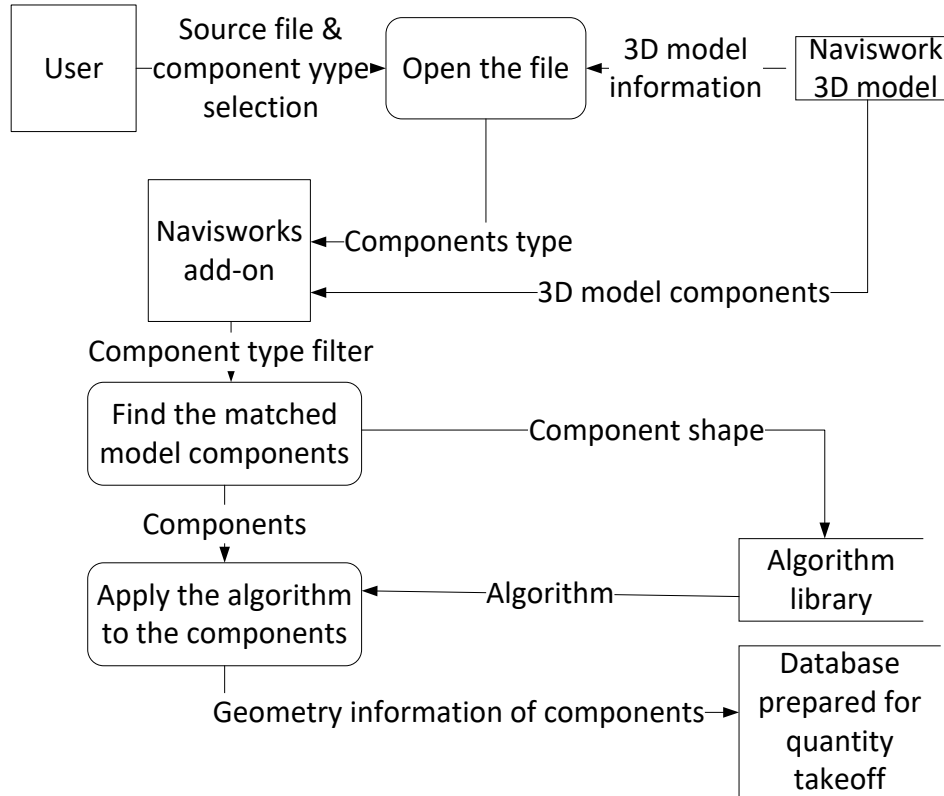 User
Source file &
component yype
selection
Open the file
3D model
information
Naviswork
3D model
Navisworks
add-on
Components type
3D model components
Component type filter
Find the matched
model components
Component shape
Components
Apply the algorithm
to the components
Algorithm
Algorithm
library
Geometry information of components
Database
prepared for
quantity
takeoff